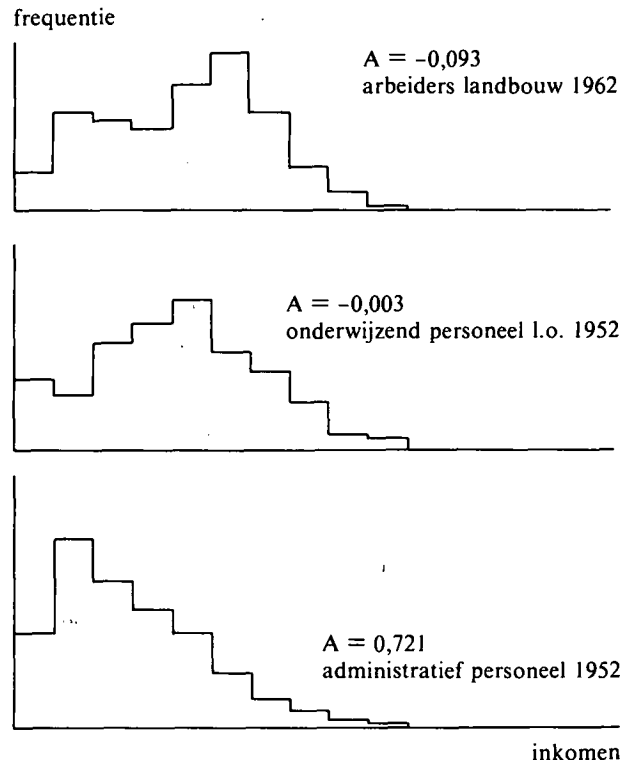 frequentie
A = -0,093
arbeiders landbouw 1962
A = -0,003
onderwijzend personeel l.o. 1952
A = 0,721
administratief personeel 1952
inkomen